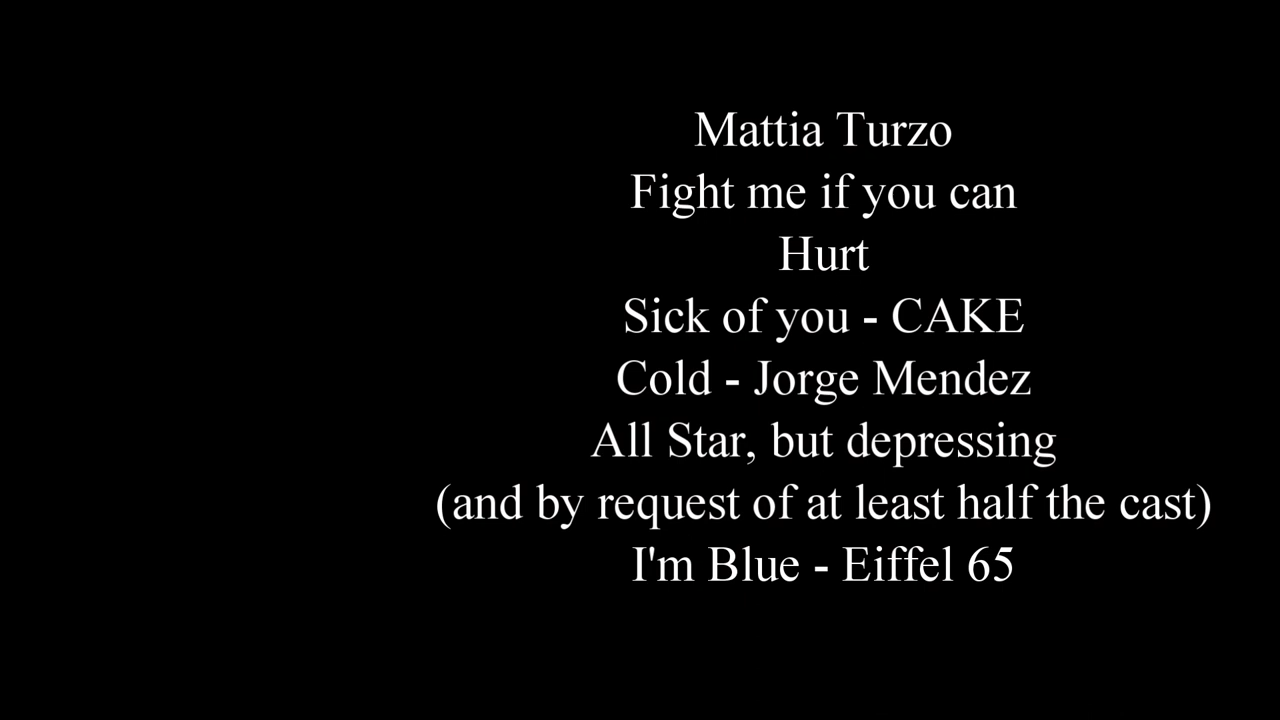 Mattia Turzo
Fight me if you can
Hurt
Sick of you - CAKE
Cold - Jorge Mendez
All Star, but depressing
(and by request of at least half the cast)
I'm Blue - Eiffel 65